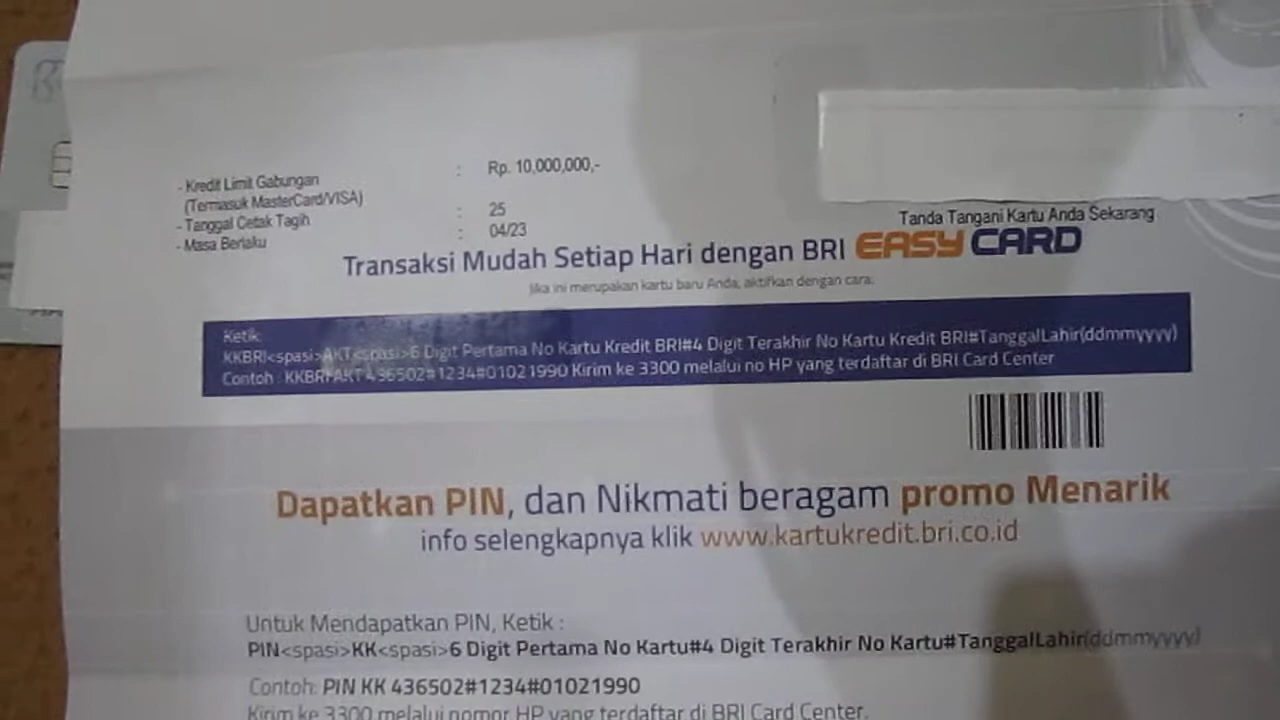 - Kredit Limit Gabungan : Rp. 10,000,000,-
(Termasuk MasterCard/VISA)
- Tanggal Cetak Tagih : 25
- Masa Berlaku : 04/23
Tanda Tangani Kartu Anda Sekarang
Transaksi Mudah Setiap Hari dengan BRI EASY CARD
Jika ini merupakan kartu baru Anda, aktifkan dengan cara:
Ketik:
KKBRI<spasi>AKT<spasi>6 Digit Pertama No Kartu Kredit BRI#4 Digit Terakhir No Kartu Kredit BRI#TanggalLahir(ddmmyyyy)
Contoh : KKBRI AKT 436502#1234#01021990 Kirim ke 3300 melalui no HP yang terdaftar di BRI Card Center
Dapatkan PIN, dan Nikmati beragam promo Menarik
info selengkapnya klik www.kartukredit.bri.co.id
Untuk Mendapatkan PIN, Ketik :
PIN<spasi>KK<spasi>6 Digit Pertama No Kartu#4 Digit Terakhir No Kartu#TanggalLahir(ddmmyyyy)
Contoh: PIN KK 436502#1234#01021990
Kirim ke 3300 melalui nomor HP yang terdaftar di BRI Card Center.